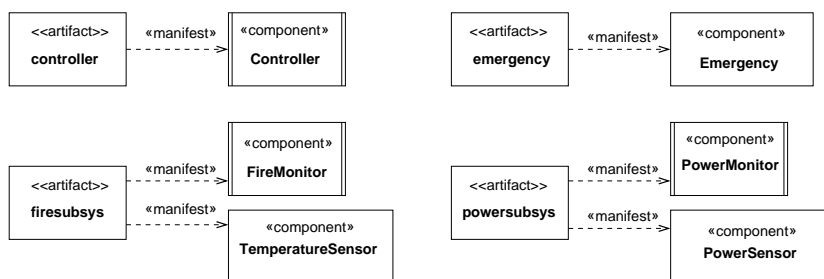 <<artifact>>
controller
«manifest»
«component»
Controller
<<artifact>>
emergency
«manifest»
«component»
Emergency
<<artifact>>
firesubsys
«manifest»
«component»
FireMonitor
«manifest»
«component»
TemperatureSensor
<<artifact>>
powersubsys
«manifest»
«component»
PowerMonitor
«manifest»
«component»
PowerSensor